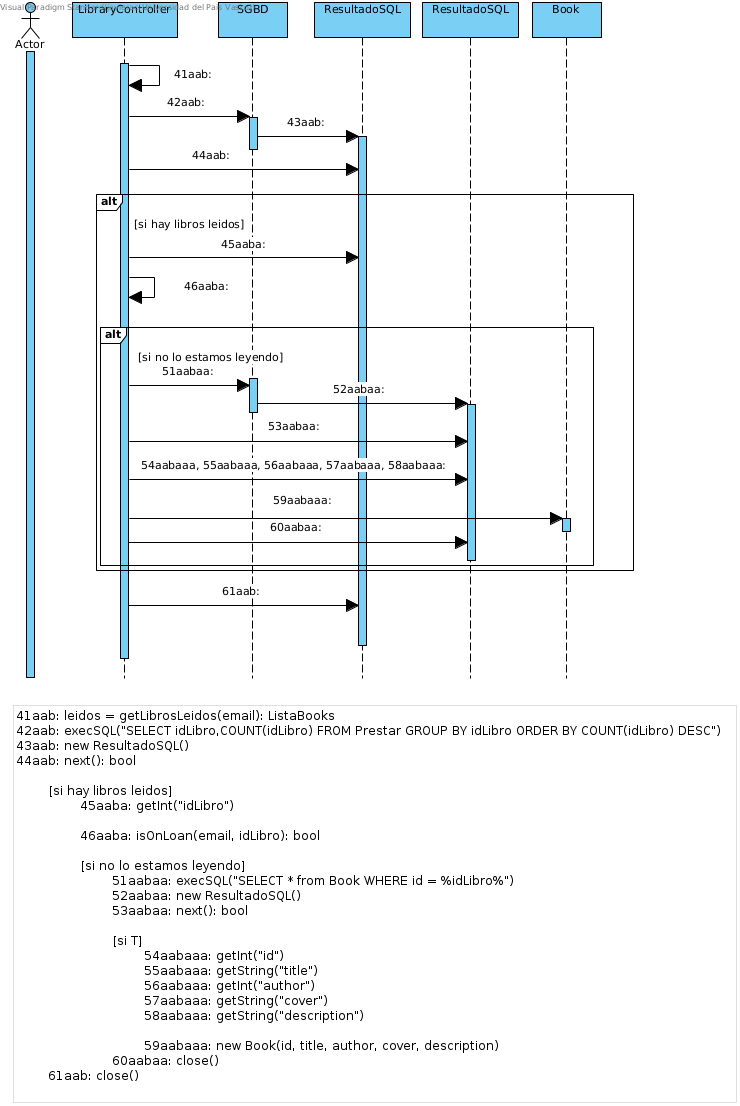 Visual Paradigm Standard Universidad del País Vasco
LibraryController
SGBD
ResultadoSQL
ResultadoSQL
Book
Actor
41aab:
42aab:
43aab:
44aab:
alt
[si hay libros leidos]
45aaba:
46aaba:
alt
[si no lo estamos leyendo]
51aabaa:
52aabaa:
53aabaa:
54aabaaa, 55aabaaa, 56aabaaa, 57aabaaa, 58aabaaa:
59aabaaa:
60aabaa:
61aab:
41aab: leidos = getLibrosLeidos(email): ListaBooks
42aab: execSQL("SELECT idLibro,COUNT(idLibro) FROM Prestar GROUP BY idLibro ORDER BY COUNT(idLibro) DESC")
43aab: new ResultadoSQL()
44aab: next(): bool
[si hay libros leidos]
45aaba: getInt("idLibro")
46aaba: isOnLoan(email, idLibro): bool
[si no lo estamos leyendo]
51aabaa: execSQL("SELECT * from Book WHERE id = %idLibro%")
52aabaa: new ResultadoSQL()
53aabaa: next(): bool
[si T]
54aabaaa: getInt("id")
55aabaaa: getString("title")
56aabaaa: getInt("author")
57aabaaa: getString("cover")
58aabaaa: getString("description")
59aabaaa: new Book(id, title, author, cover, description)
60aabaa: close()
61aab: close()